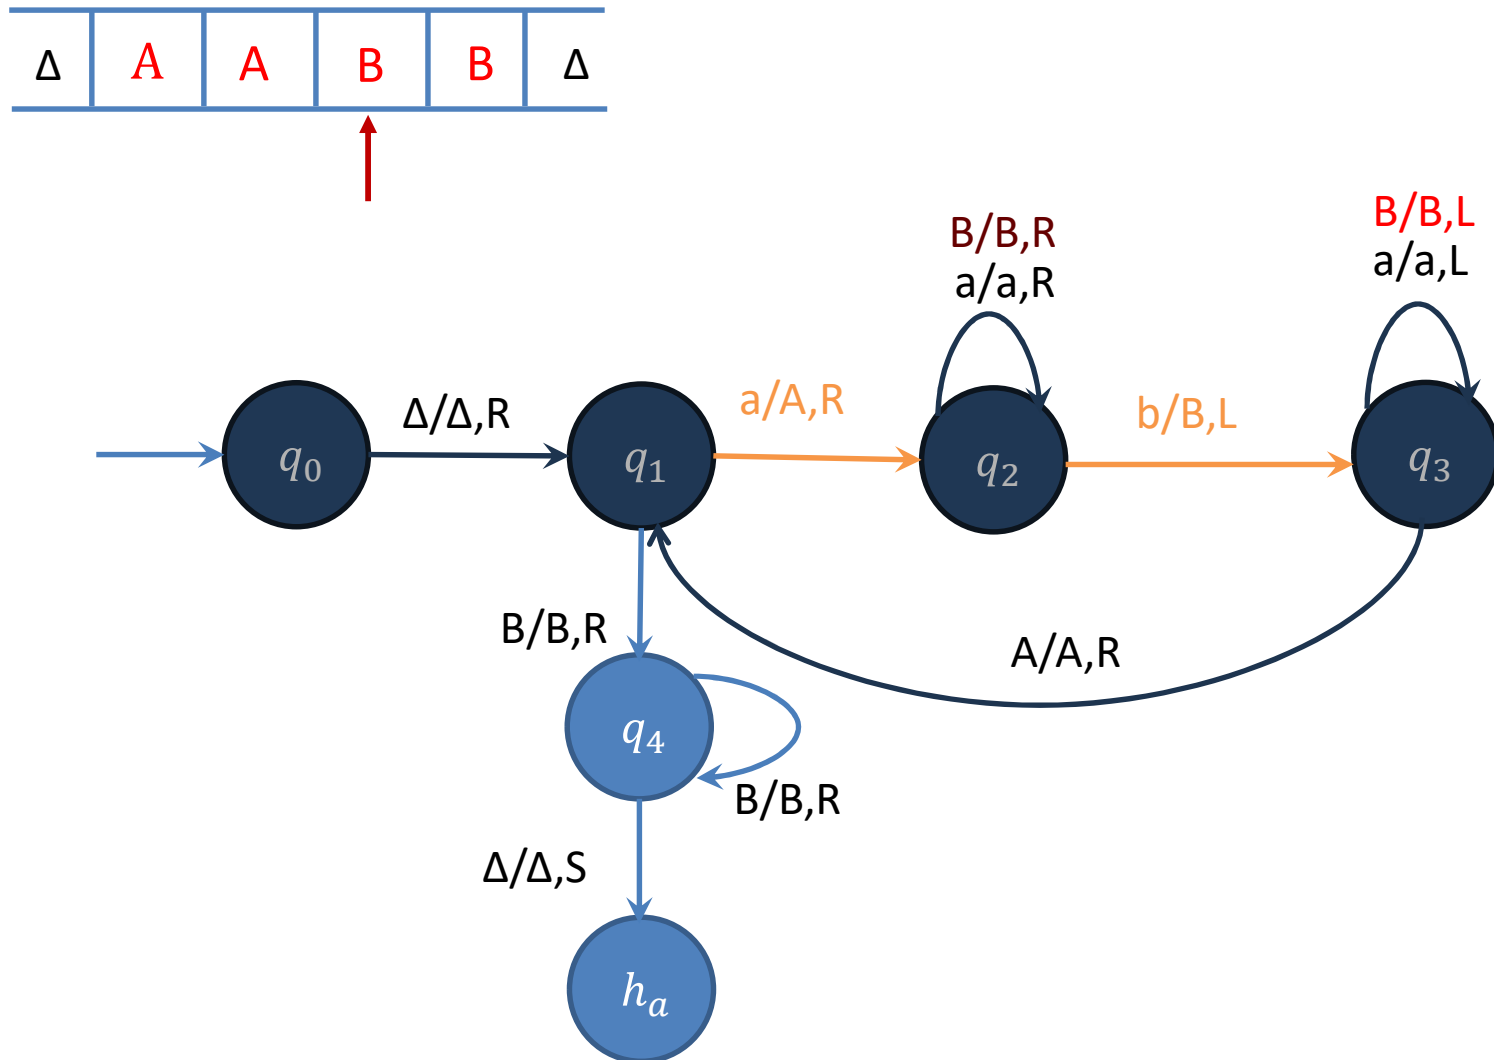 Δ A A B B Δ
B/B,R
a/a,R
B/B,L
a/a,L
Δ/Δ,R
a/A,R
b/B,L
q0
q1
q2
q3
B/B,R
A/A,R
q4
B/B,R
Δ/Δ,S
ha